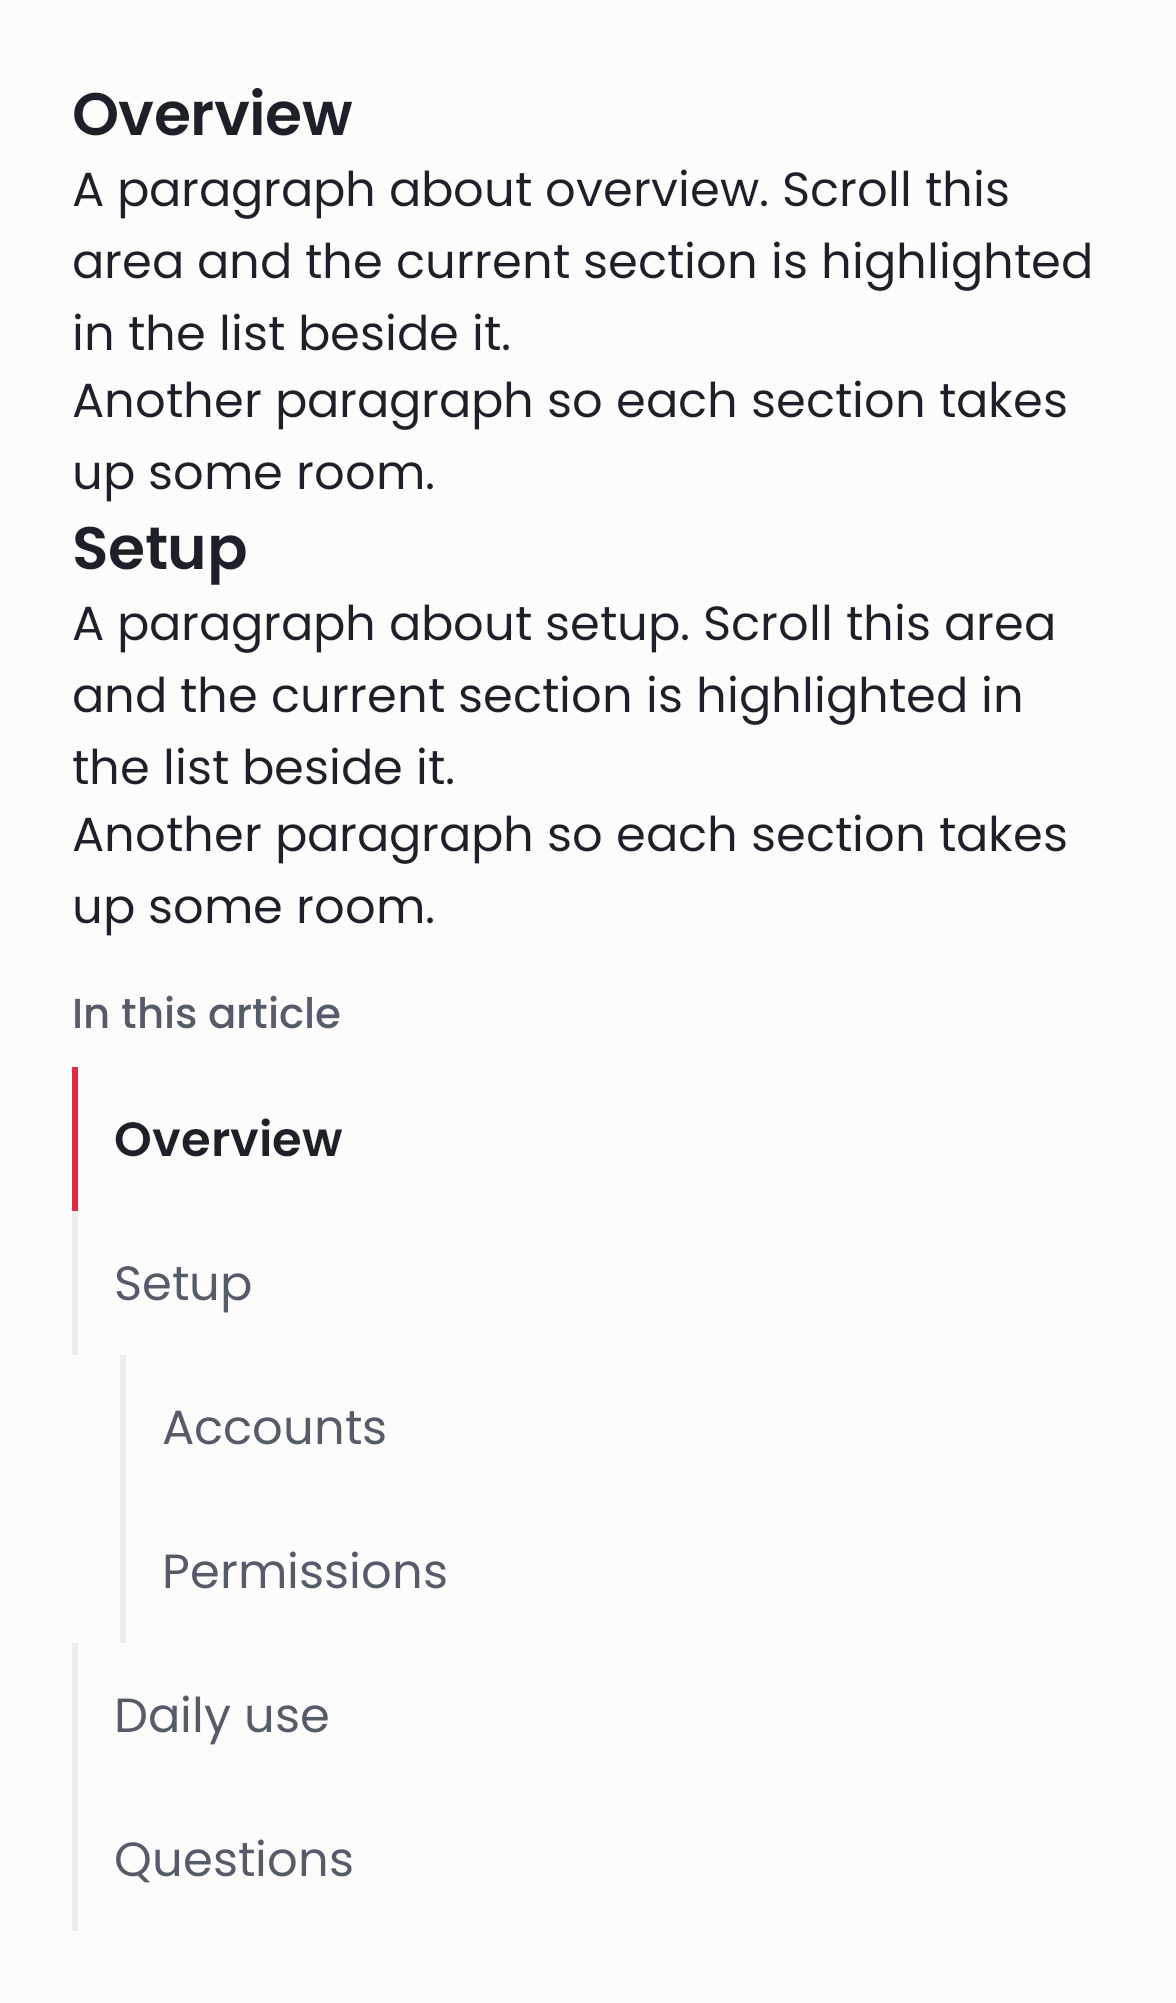 Overview
A paragraph about overview. Scroll this
area and the current section is highlighted
in the list beside it.
Another paragraph so each section takes
up some room.
Setup
A paragraph about setup. Scroll this area
and the current section is highlighted in
the list beside it.
Another paragraph so each section takes
up some room.
In this article
Overview
Setup
Accounts
Permissions
Daily use
Questions